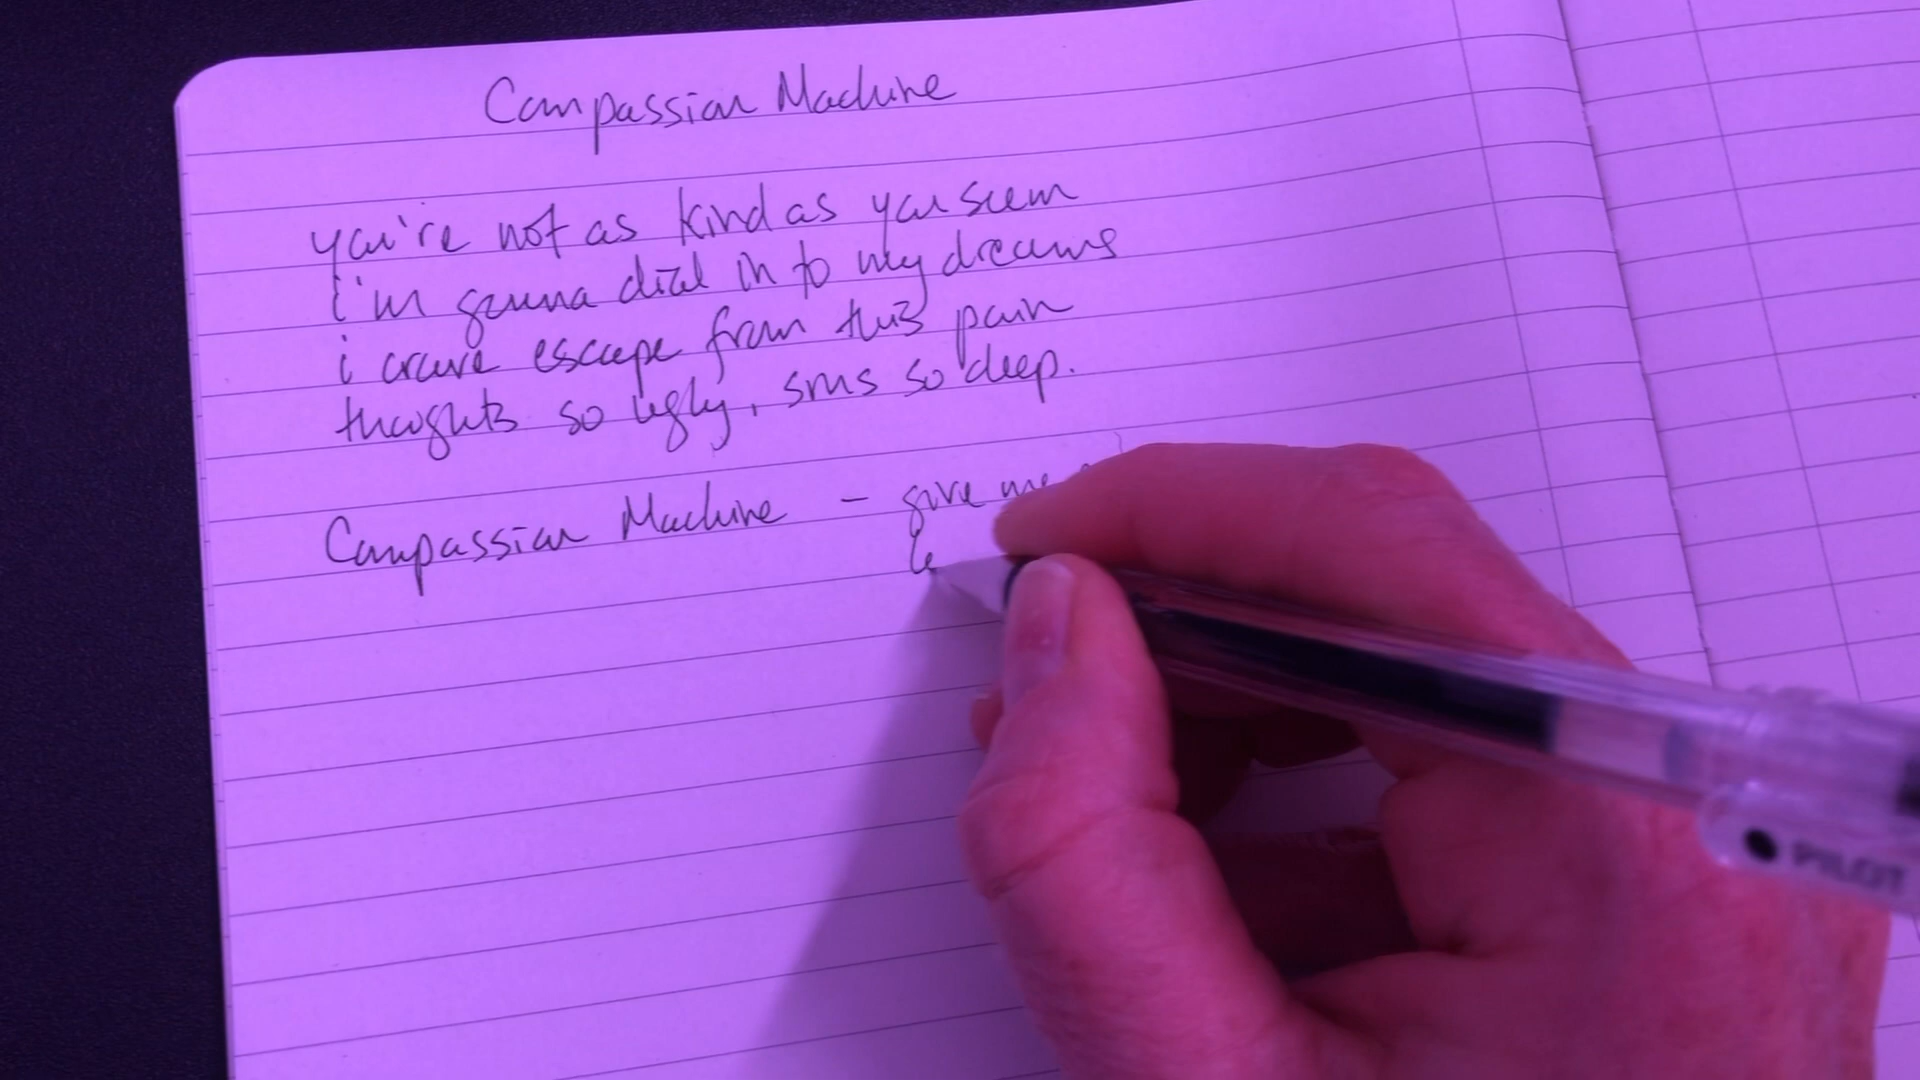 Compassion Machine
you're not as kind as you seem
i'm gonna dial in to my dreams
i crave escape from this pain
thoughts so ugly, sins so deep.
Compassion Machine – give me
le
PILOT